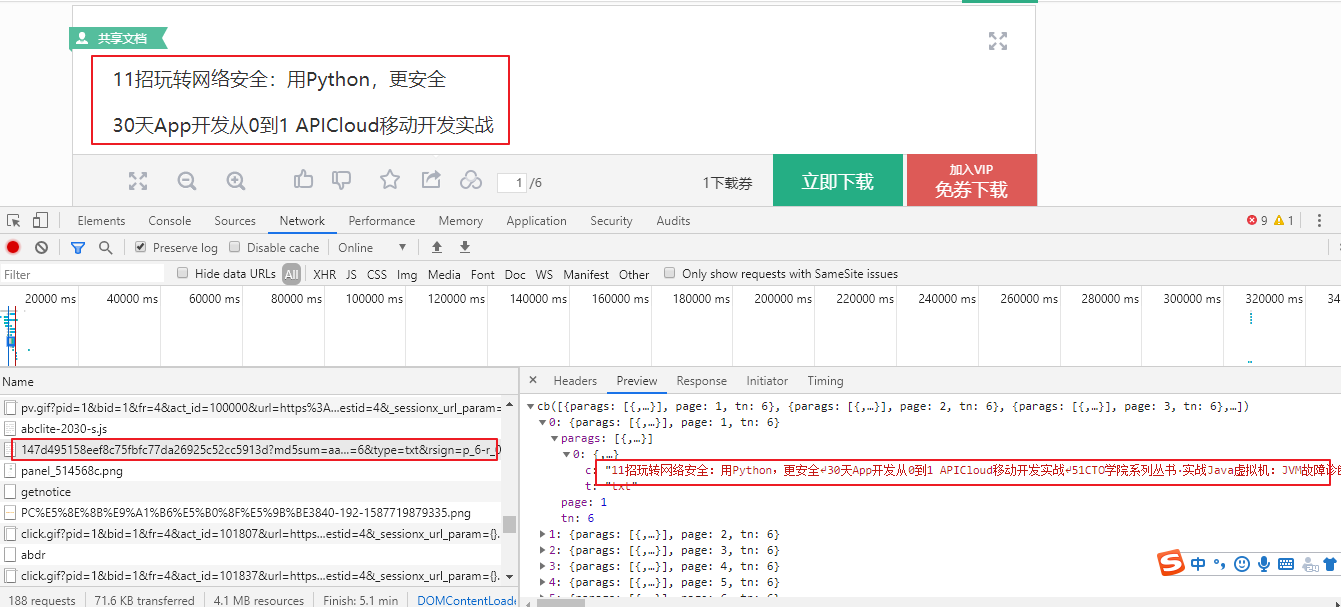 共享文档
11招玩转网络安全：用Python，更安全
30天App开发从0到1 APICloud移动开发实战
1 /6
1下载券
立即下载
加入VIP
免券下载
Elements Console Sources Network Performance Memory Application Security Audits 9 1
Preserve log Disable cache Online
Filter Hide data URLs All XHR JS CSS Img Media Font Doc WS Manifest Other Only show requests with SameSite issues
20000 ms 40000 ms 60000 ms 80000 ms 100000 ms 120000 ms 140000 ms 160000 ms 180000 ms 200000 ms 220000 ms 240000 ms 260000 ms 280000 ms 300000 ms 320000 ms 34
Name
pv.gif?pid=1&bid=1&fr=4&act_id=100000&url=https%3A...estid=4&_sessionx_url_param=
abclite-2030-s.js
147d495158eef8c75fbfc77da26925c52cc5913d?md5sum=aa...=6&type=txt&rsign=p_6-r_0
panel_514568c.png
getnotice
PC%E5%8E%8B%E9%A1%B6%E5%B0%8F%E5%9B%BE3840-192-1587719879335.png
click.gif?pid=1&bid=1&fr=4&act_id=101807&url=https...estid=4&_sessionx_url_param={}.
abdr
click.gif?pid=1&bid=1&fr=4&act_id=101837&url=https...estid=4&_sessionx_url_param={}.
188 requests 71.6 KB transferred 4.1 MB resources Finish: 5.1 min DOMContentLoade
× Headers Preview Response Initiator Timing
cb([{parags: [{,…}], page: 1, tn: 6}, {parags: [{,…}], page: 2, tn: 6}, {parags: [{,…}], page: 3, tn: 6},…])
0: {parags: [{,…}], page: 1, tn: 6}
parags: [{,…}]
0: {,…}
c: "11招玩转网络安全：用Python，更安全↵30天App开发从0到1 APICloud移动开发实战↵51CTO学院系列丛书·实战Java虚拟机：JVM故障诊
t: "txt"
page: 1
tn: 6
1: {parags: [{,…}], page: 2, tn: 6}
2: {parags: [{,…}], page: 3, tn: 6}
3: {parags: [{,…}], page: 4, tn: 6}
4: {parags: [{,…}], page: 5, tn: 6}
中